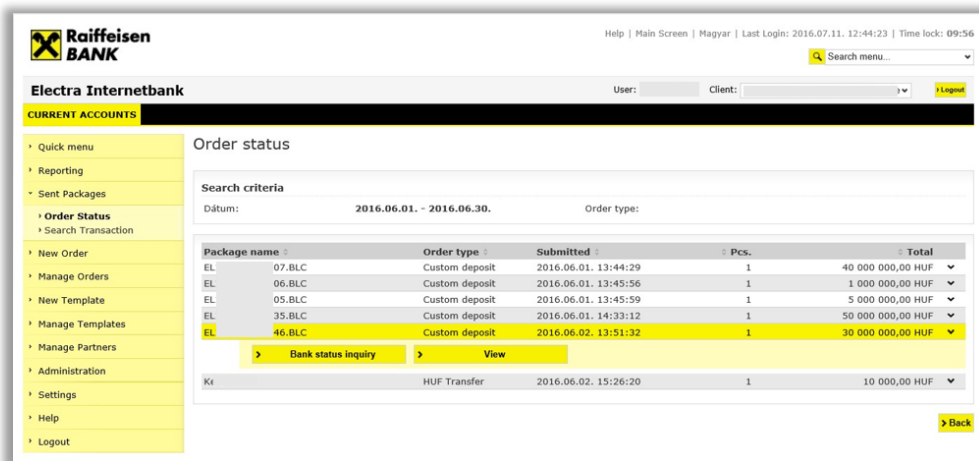 Raiffeisen
BANK
Help | Main Screen | Magyar | Last Login: 2016.07.11. 12:44:23 | Time lock: 09:56
Search menu...
Electra Internetbank
User: Client: Logout
CURRENT ACCOUNTS
Quick menu
Reporting
Sent Packages
Order Status
Search Transaction
New Order
Manage Orders
New Template
Manage Templates
Manage Partners
Administration
Settings
Help
Logout
Order status
Search criteria
Dátum: 2016.06.01. - 2016.06.30. Order type:
Package name Order type Submitted Pcs. Total
EL 07.BLC Custom deposit 2016.06.01. 13:44:29 1 40 000 000,00 HUF
EL 06.BLC Custom deposit 2016.06.01. 13:45:56 1 1 000 000,00 HUF
EL 05.BLC Custom deposit 2016.06.01. 13:45:59 1 5 000 000,00 HUF
EL 35.BLC Custom deposit 2016.06.01. 14:33:12 1 50 000 000,00 HUF
EL 46.BLC Custom deposit 2016.06.02. 13:51:32 1 30 000 000,00 HUF
Bank status inquiry View
HUF Transfer 2016.06.02. 15:26:20 1 10 000,00 HUF
Back